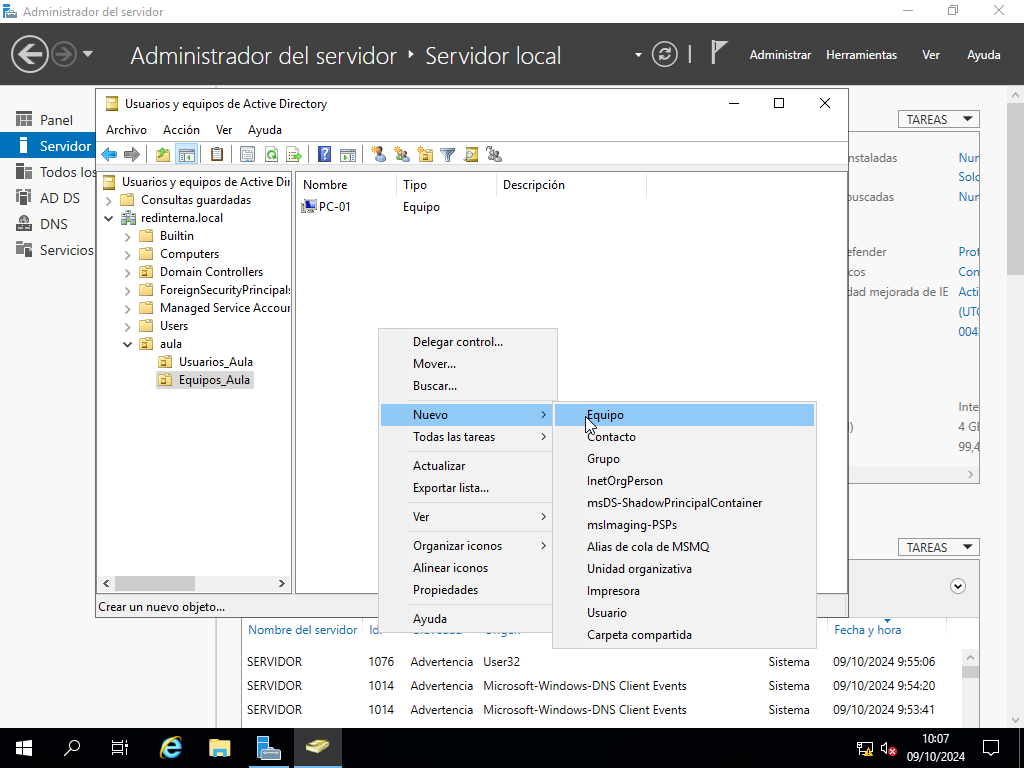 Administrador del servidor
Administrador del servidor ‣ Servidor local
Administrar Herramientas Ver Ayuda
Usuarios y equipos de Active Directory
Archivo Acción Ver Ayuda
Panel
Servidor
Todos los
AD DS
DNS
Servicios
Usuarios y equipos de Active Dir
Consultas guardadas
redinterna.local
Builtin
Computers
Domain Controllers
ForeignSecurityPrincipals
Managed Service Accour
Users
aula
Usuarios_Aula
Equipos_Aula
Nombre Tipo Descripción
PC-01 Equipo
Delegar control...
Mover...
Buscar...
Nuevo
Todas las tareas
Actualizar
Exportar lista...
Ver
Organizar iconos
Alinear iconos
Propiedades
Ayuda
Equipo
Contacto
Grupo
InetOrgPerson
msDS-ShadowPrincipalContainer
msImaging-PSPs
Alias de cola de MSMQ
Unidad organizativa
Impresora
Usuario
Carpeta compartida
TAREAS
nstaladas Nun
Solo
buscadas Nun
efender Prot
icos Con
dad mejorada de IE Acti
(UTC
004
Inte
) 4 GE
99,4
TAREAS
Crear un nuevo objeto...
Nombre del servidor Id. Fecha y hora
SERVIDOR 1076 Advertencia User32 Sistema 09/10/2024 9:55:06
SERVIDOR 1014 Advertencia Microsoft-Windows-DNS Client Events Sistema 09/10/2024 9:54:20
SERVIDOR 1014 Advertencia Microsoft-Windows-DNS Client Events Sistema 09/10/2024 9:53:41
10:07
09/10/2024